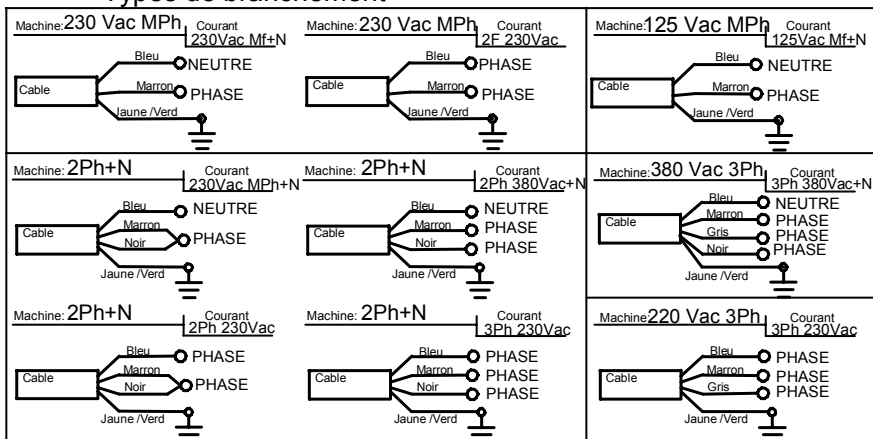 Types de branchement
Machine: 230 Vac MPh Courant
230Vac Mf+N
Bleu NEUTRE
Cable Marron PHASE
Jaune /Verd
Machine: 230 Vac MPh Courant
2F 230Vac
Bleu PHASE
Cable Marron PHASE
Jaune /Verd
Machine: 125 Vac MPh Courant
125Vac Mf+N
Bleu NEUTRE
Cable Marron PHASE
Jaune /Verd
Machine: 2Ph+N Courant
230Vac MPh+N
Bleu NEUTRE
Marron
Cable PHASE
Noir
Jaune /Verd
Machine: 2Ph+N Courant
2Ph 380Vac+N
Bleu NEUTRE
Marron PHASE
Cable
Noir PHASE
Jaune /Verd
Machine: 380 Vac 3Ph Courant
3Ph 380Vac+N
Bleu NEUTRE
Marron PHASE
Cable
Gris PHASE
Noir PHASE
Jaune /Verd
Machine: 2Ph+N Courant
2Ph 230Vac
Bleu PHASE
Marron
Cable PHASE
Noir
Jaune /Verd
Machine: 2Ph+N Courant
3Ph 230Vac
Bleu PHASE
Marron PHASE
Cable
Noir PHASE
Jaune /Verd
Machine 220 Vac 3Ph Courant
3Ph 230Vac
Bleu PHASE
Marron PHASE
Cable
Gris PHASE
Jaune /Verd